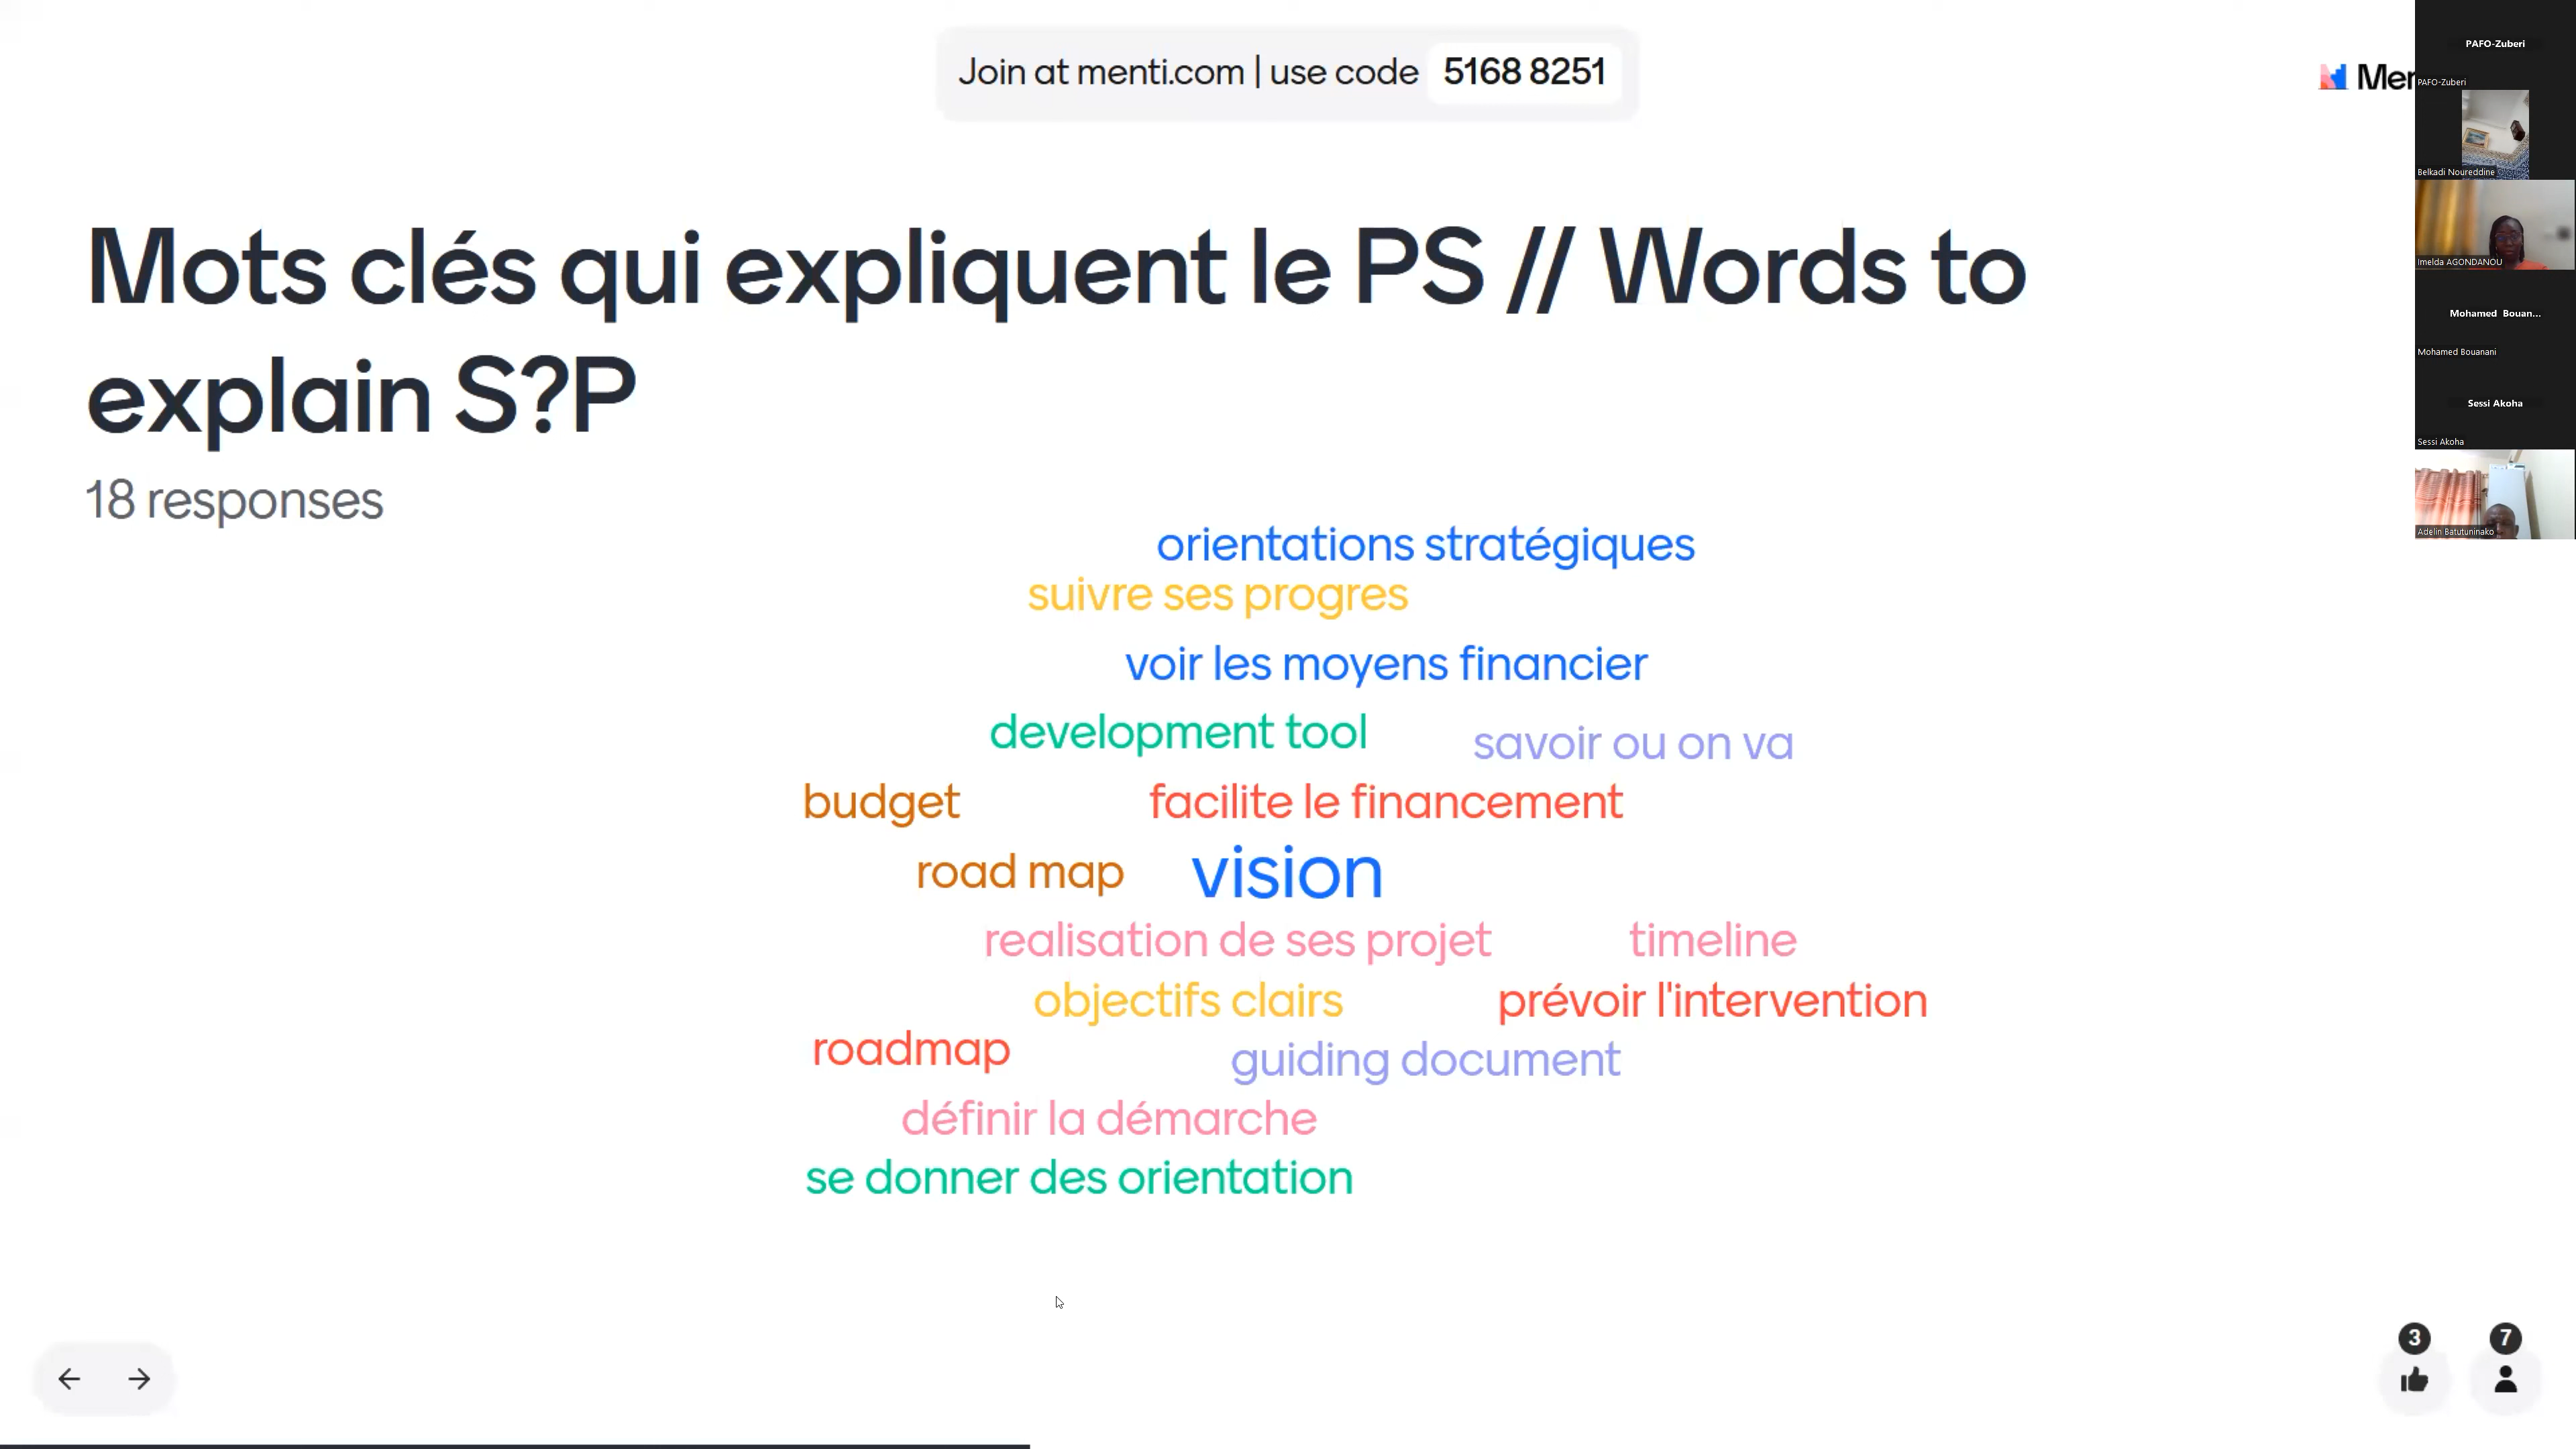 Join at menti.com | use code 5168 8251
Mots clés qui expliquent le PS // Words to
explain S?P
18 responses
orientations stratégiques
suivre ses progres
voir les moyens financier
development tool
savoir ou on va
budget
facilite le financement
road map
vision
realisation de ses projet
timeline
objectifs clairs
prévoir l'intervention
roadmap
guiding document
définir la démarche
se donner des orientation
3
7
Mer
PAFO-Zuberi
PAFO-Zuberi
Belkadi Noureddine
Imelda AGONDANOU
Mohamed Bouan...
Mohamed Bouanani
Sessi Akoha
Sessi Akoha
Adelin Batutuninako